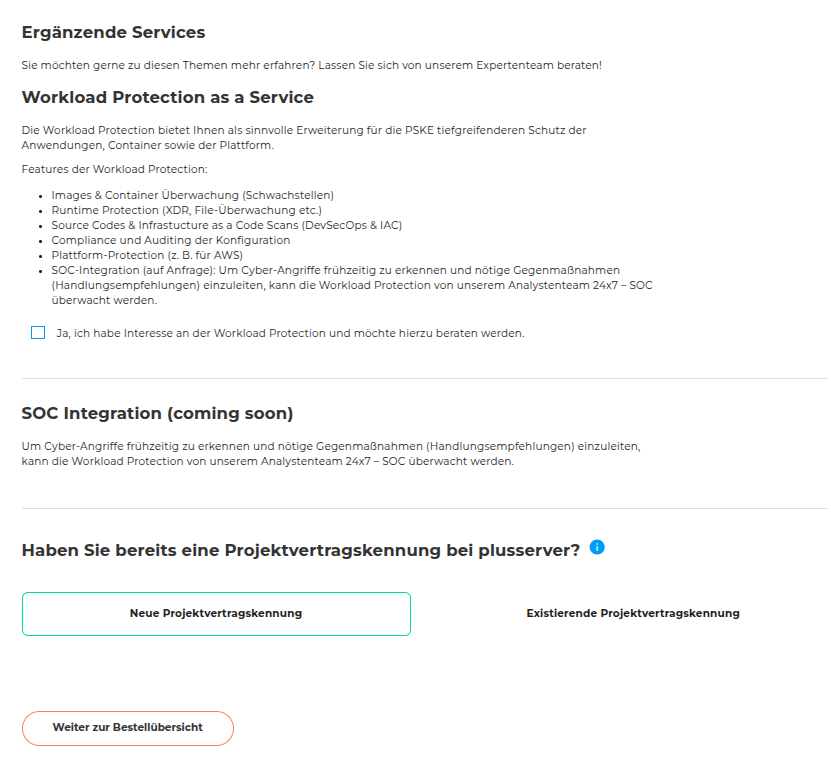 Ergänzende Services
Sie möchten gerne zu diesen Themen mehr erfahren? Lassen Sie sich von unserem Expertenteam beraten!
Workload Protection as a Service
Die Workload Protection bietet Ihnen als sinnvolle Erweiterung für die PSKE tiefgreifenderen Schutz der
Anwendungen, Container sowie der Plattform.
Features der Workload Protection:
• Images & Container Überwachung (Schwachstellen)
• Runtime Protection (XDR, File-Überwachung etc.)
• Source Codes & Infrastucture as a Code Scans (DevSecOps & IAC)
• Compliance und Auditing der Konfiguration
• Plattform-Protection (z. B. für AWS)
• SOC-Integration (auf Anfrage): Um Cyber-Angriffe frühzeitig zu erkennen und nötige Gegenmaßnahmen
(Handlungsempfehlungen) einzuleiten, kann die Workload Protection von unserem Analystenteam 24x7 – SOC
überwacht werden.
Ja, ich habe Interesse an der Workload Protection und möchte hierzu beraten werden.
SOC Integration (coming soon)
Um Cyber-Angriffe frühzeitig zu erkennen und nötige Gegenmaßnahmen (Handlungsempfehlungen) einzuleiten,
kann die Workload Protection von unserem Analystenteam 24x7 – SOC überwacht werden.
Haben Sie bereits eine Projektvertragskennung bei plusserver? i
Neue Projektvertragskennung
Existierende Projektvertragskennung
Weiter zur Bestellübersicht